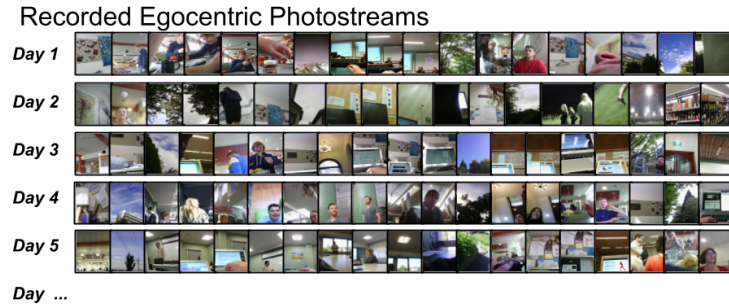 Recorded Egocentric Photostreams
Day 1
Day 2
Day 3
Day 4
Day 5
Day ...